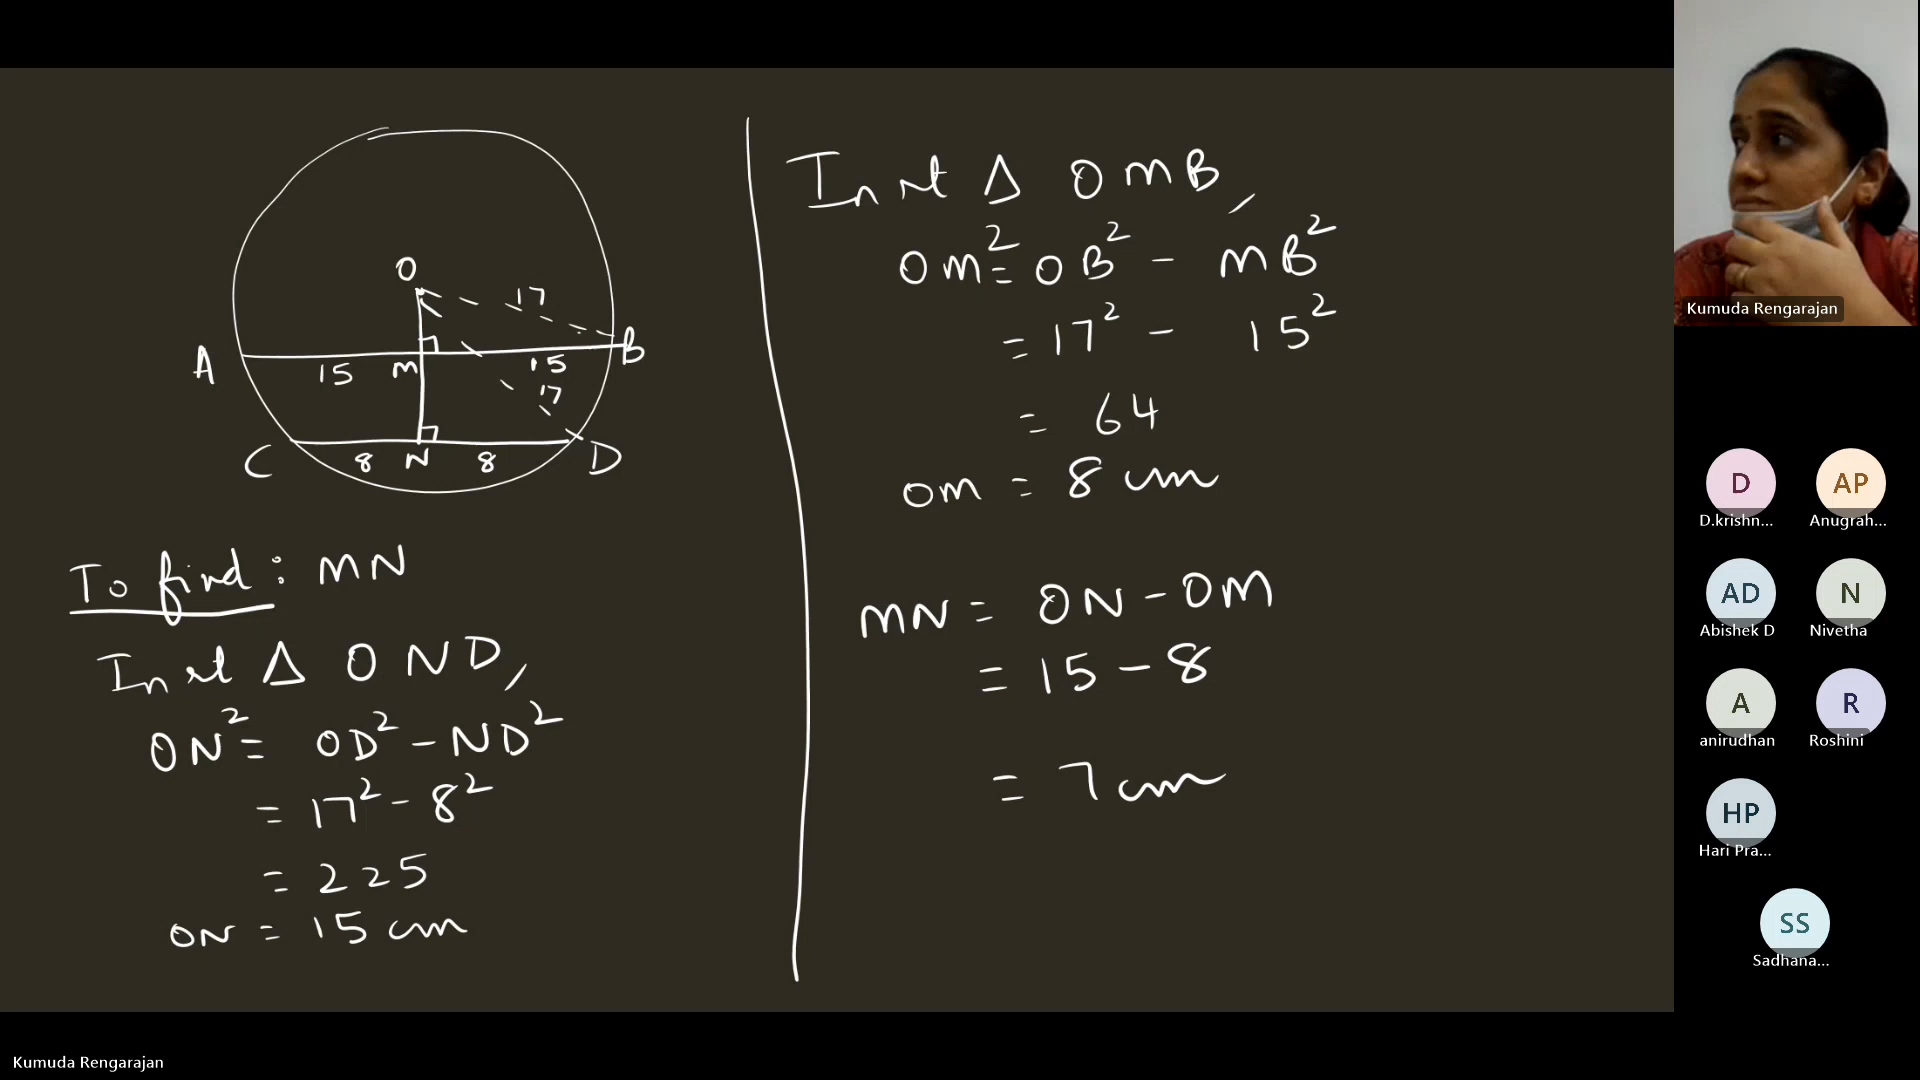 O
17
A
B
15
M
15
17
C
8
N
8
D
To find: MN
In rt Δ OND,
ON² = OD² - ND²
= 17² - 8²
= 225
ON = 15 cm
In rt Δ OMB,
OM² = OB² - MB²
= 17² - 15²
= 64
OM = 8 cm
MN = ON - OM
= 15 - 8
= 7 cm
Kumuda Rengarajan
D
AP
D.krishn...
Anugrah...
AD
N
Abishek D
Nivetha
A
R
anirudhan
Roshini
HP
Hari Pra...
SS
Sadhana...
Kumuda Rengarajan